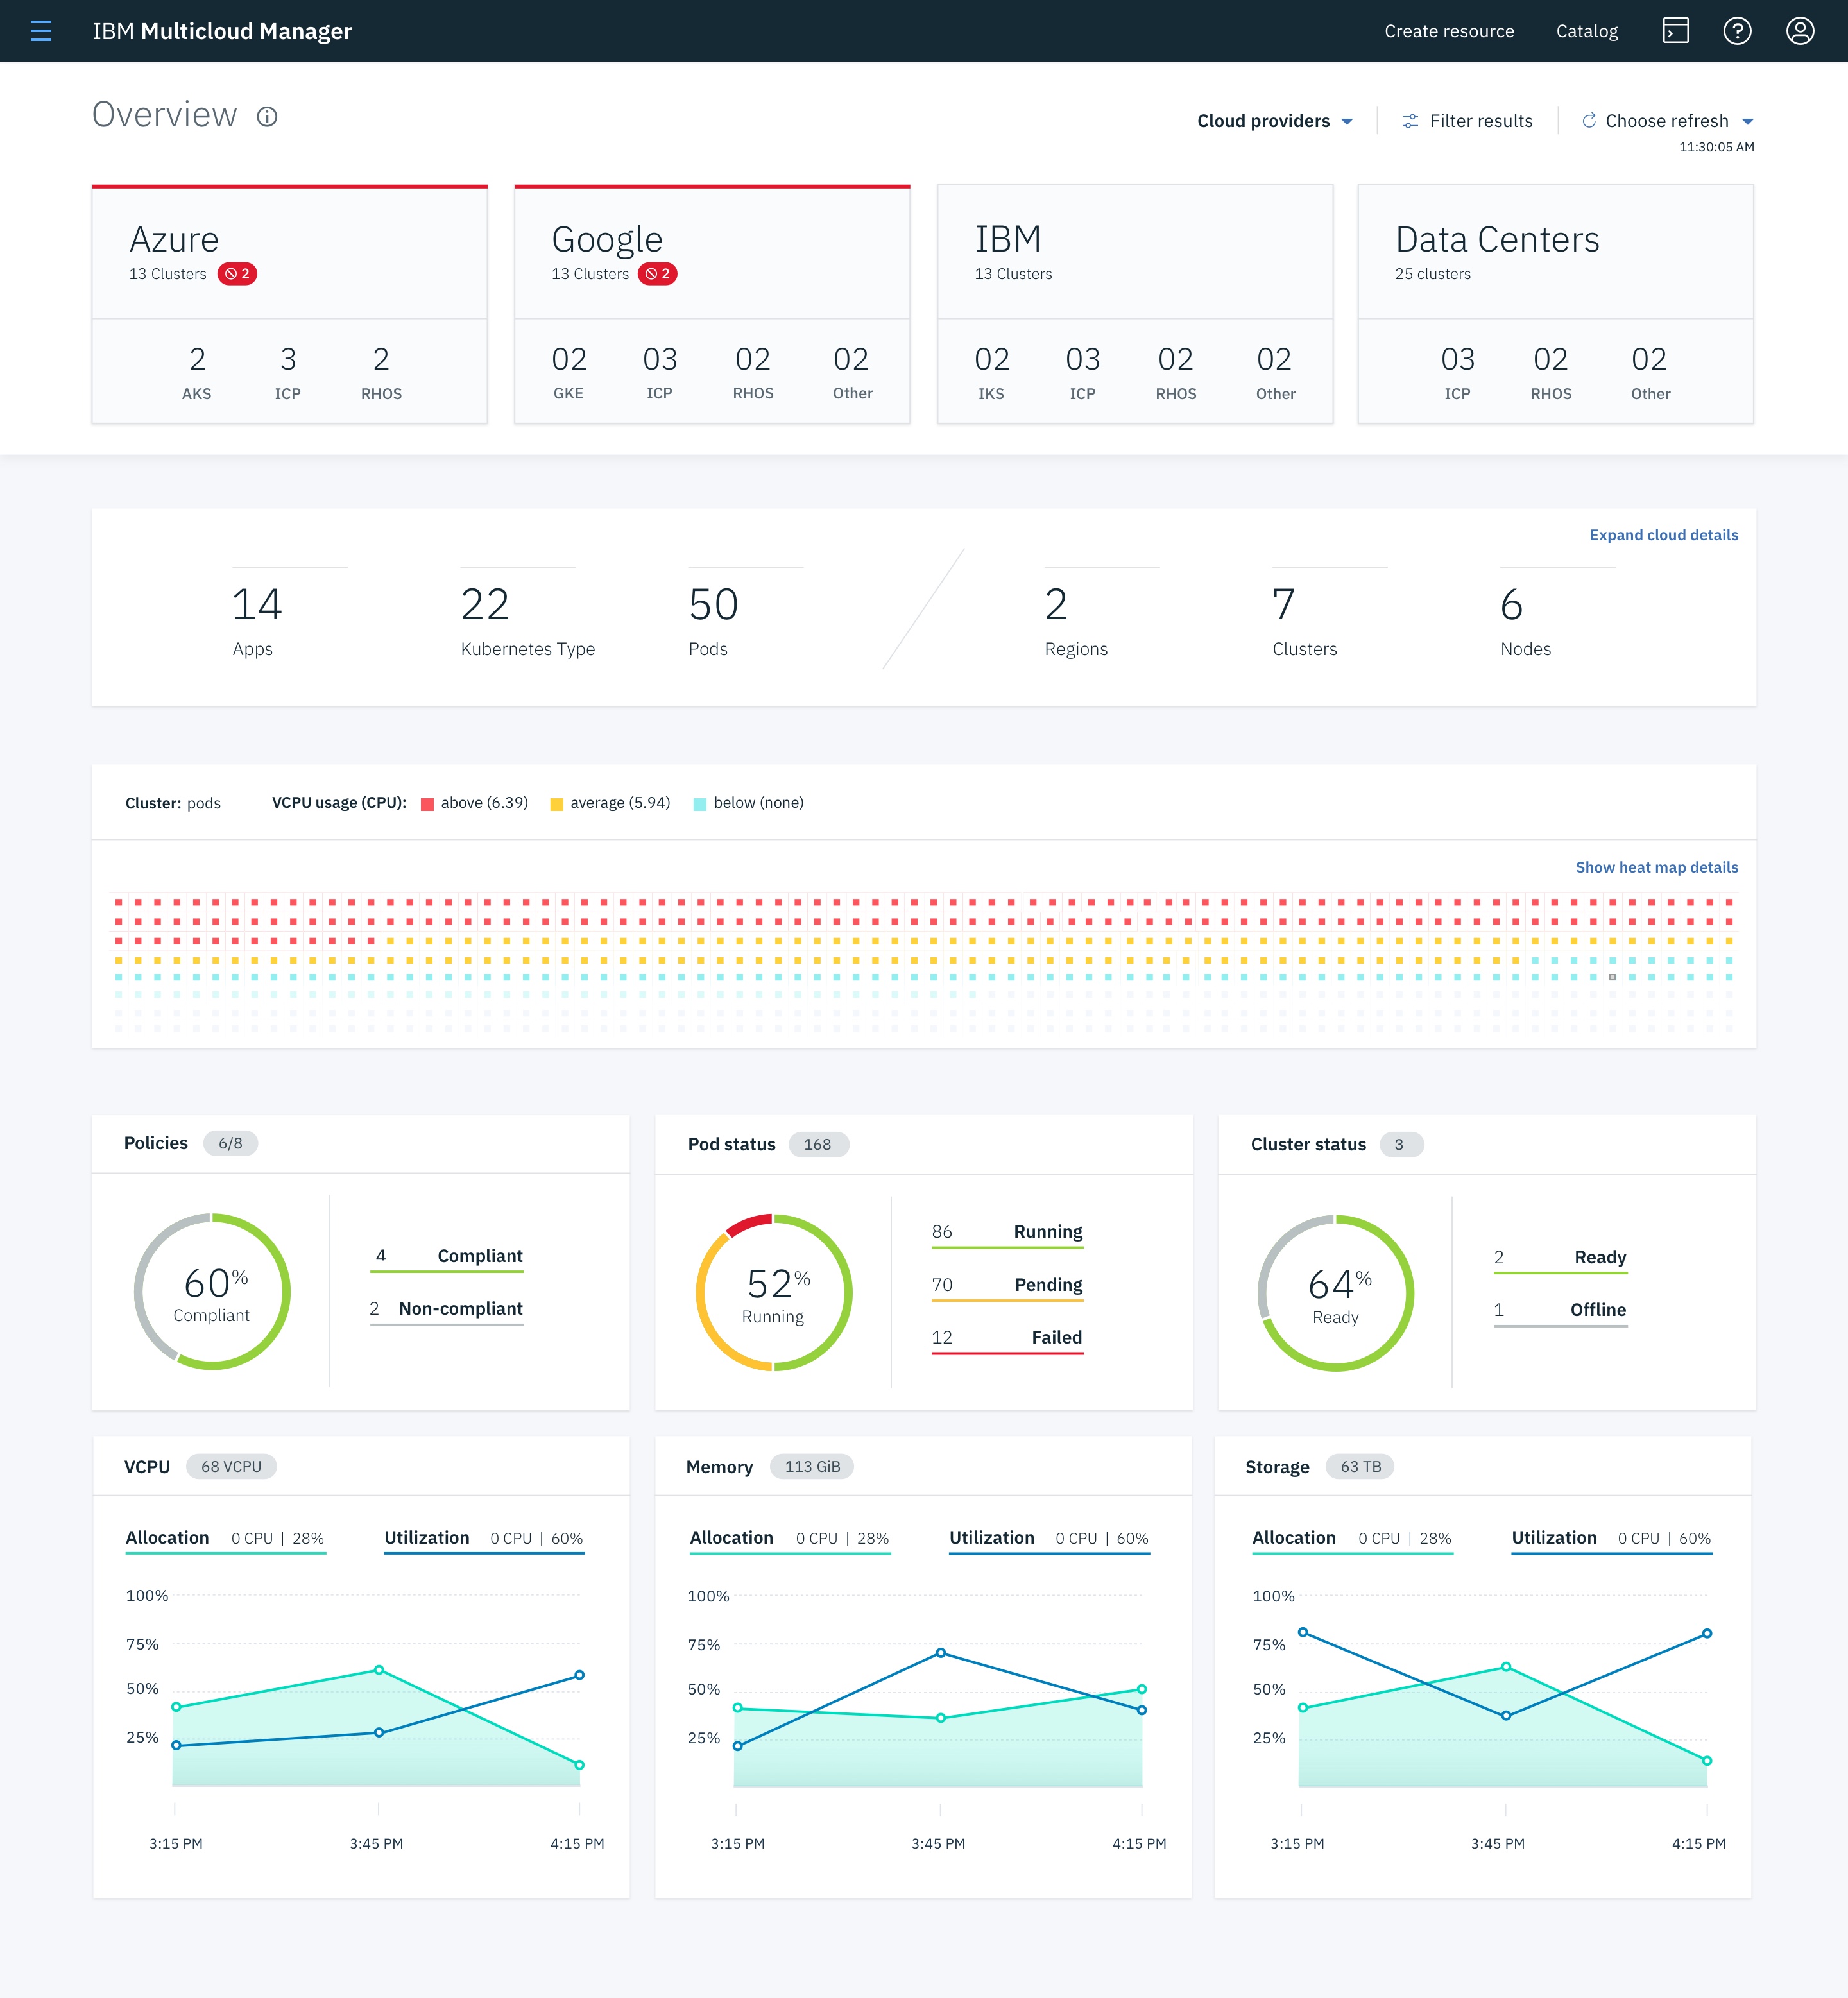 IBM Multicloud Manager Create resource Catalog
Overview Cloud providers Filter results Choose refresh
11:30:05 AM
Azure Google IBM Data Centers
13 Clusters 2 13 Clusters 2 13 Clusters 25 clusters
2 3 2 02 03 02 02 02 03 02 02 03 02 02
AKS ICP RHOS GKE ICP RHOS Other IKS ICP RHOS Other ICP RHOS Other
Expand cloud details
14 22 50 2 7 6
Apps Kubernetes Type Pods Regions Clusters Nodes
Cluster: pods VCPU usage (CPU): above (6.39) average (5.94) below (none)
Show heat map details
Policies 6/8
60%
Compliant
4 Compliant
2 Non-compliant
Pod status 168
52%
Running
86 Running
70 Pending
12 Failed
Cluster status 3
64%
Ready
2 Ready
1 Offline
VCPU 68 VCPU
Allocation 0 CPU | 28% Utilization 0 CPU | 60%
100%
75%
50%
25%
3:15 PM 3:45 PM 4:15 PM
Memory 113 GiB
Allocation 0 CPU | 28% Utilization 0 CPU | 60%
100%
75%
50%
25%
3:15 PM 3:45 PM 4:15 PM
Storage 63 TB
Allocation 0 CPU | 28% Utilization 0 CPU | 60%
100%
75%
50%
25%
3:15 PM 3:45 PM 4:15 PM